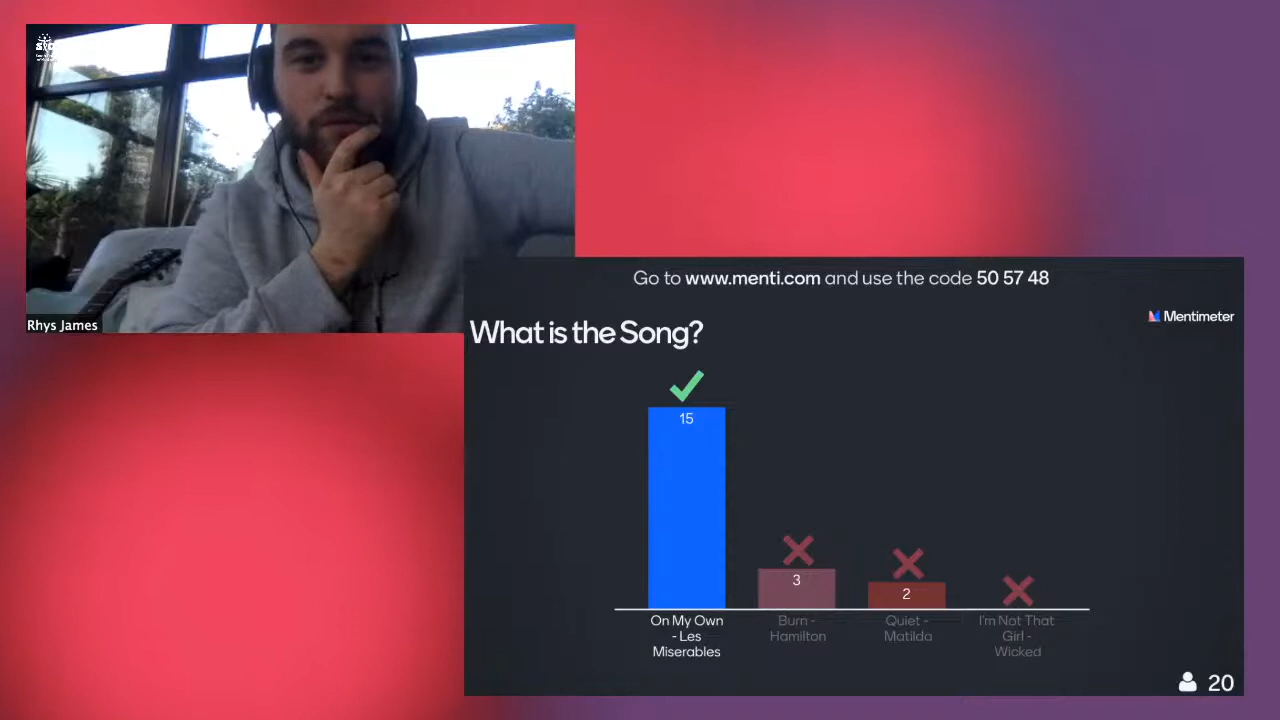 Rhys James
Go to www.menti.com and use the code 50 57 48
Mentimeter
What is the Song?
15
3
2
On My Own
- Les
Miserables
Burn -
Hamilton
Quiet -
Matilda
I'm Not That
Girl -
Wicked
20